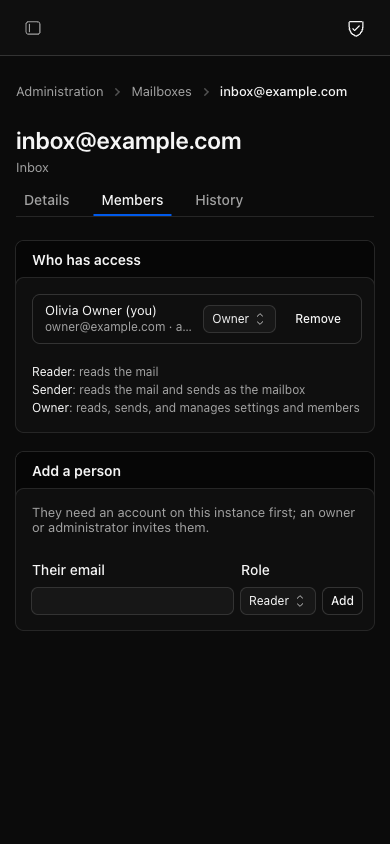 Administration > Mailboxes > inbox@example.com
inbox@example.com
Inbox
Details Members History
Who has access
Olivia Owner (you)
owner@example.com · a…
Owner
Remove
Reader: reads the mail
Sender: reads the mail and sends as the mailbox
Owner: reads, sends, and manages settings and members
Add a person
They need an account on this instance first; an owner
or administrator invites them.
Their email Role
Reader Add